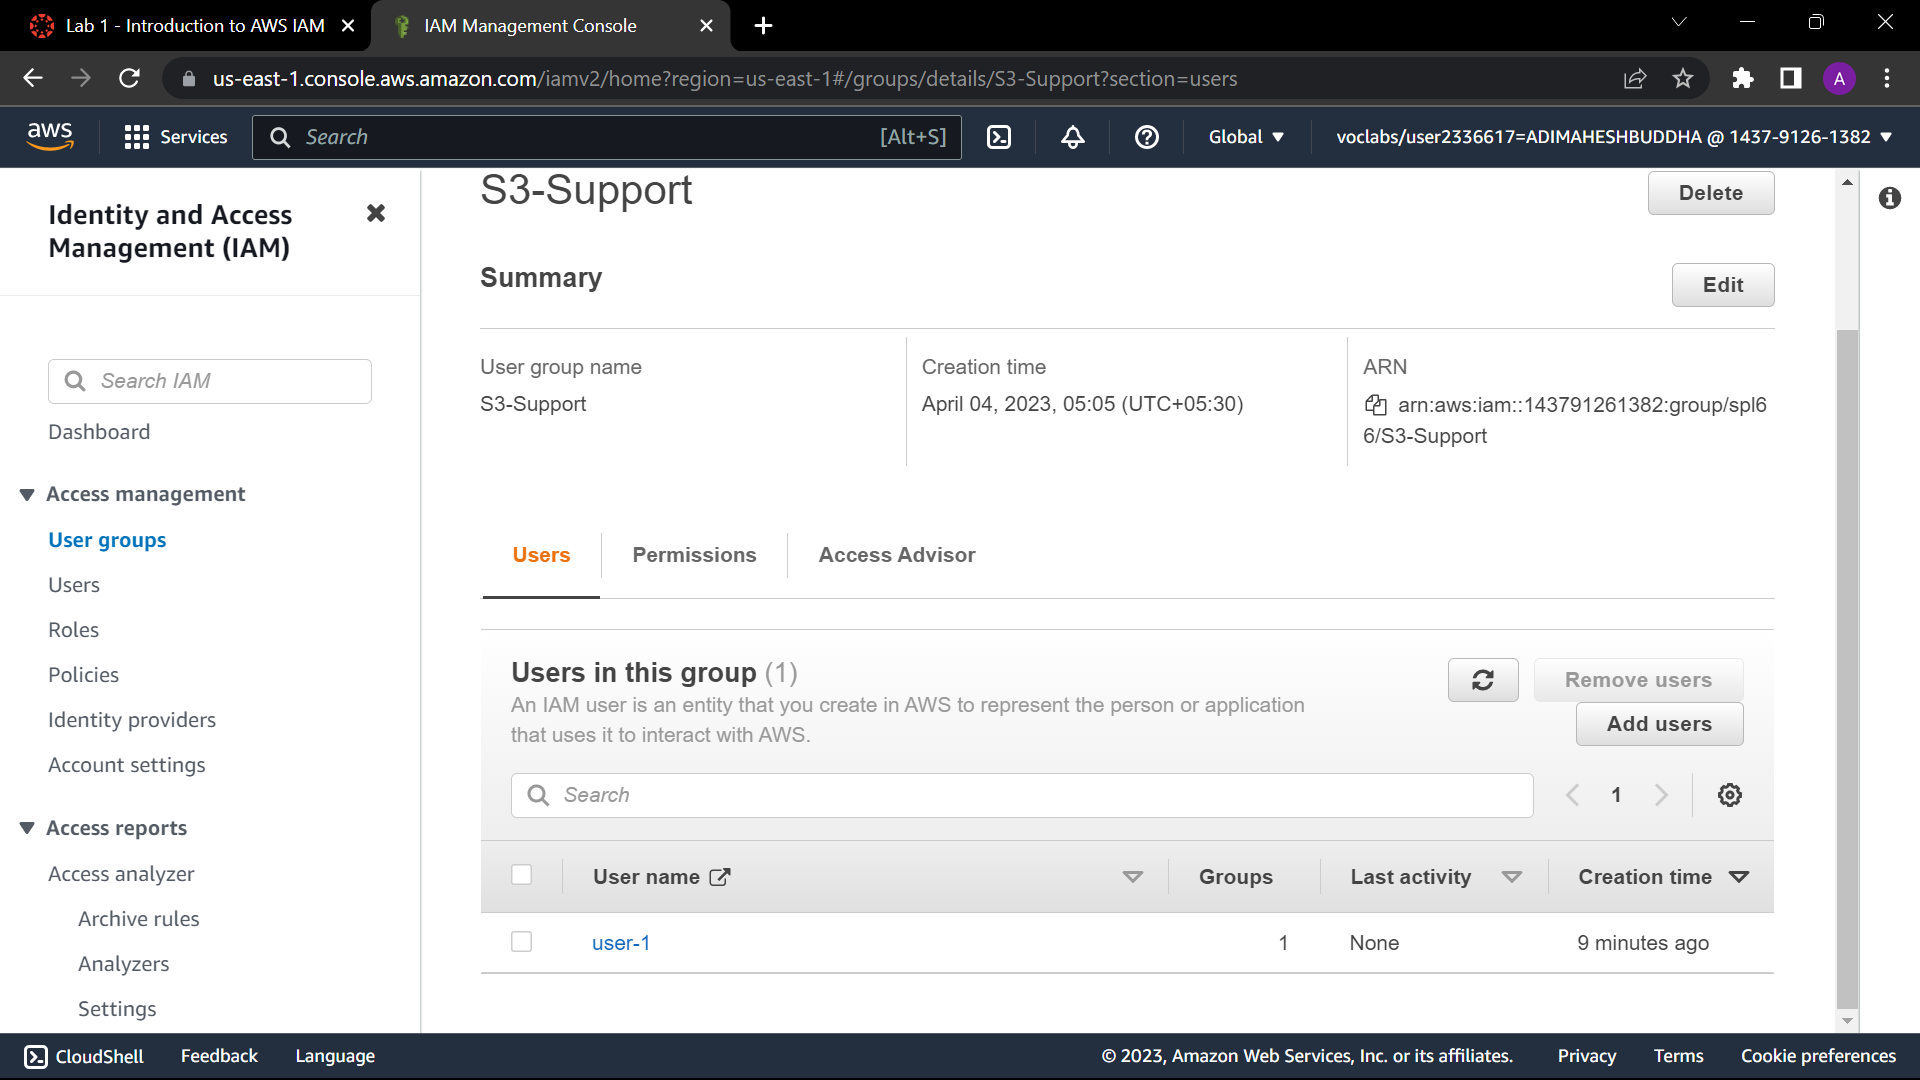 Lab 1 - Introduction to AWS IAM
IAM Management Console
us-east-1.console.aws.amazon.com/iamv2/home?region=us-east-1#/groups/details/S3-Support?section=users
A
aws
Services
Search
[Alt+S]
Global
voclabs/user2336617=ADIMAHESHBUDDHA @ 1437-9126-1382
Identity and Access
Management (IAM)
Search IAM
Dashboard
Access management
User groups
Users
Roles
Policies
Identity providers
Account settings
Access reports
Access analyzer
Archive rules
Analyzers
Settings
S3-Support
Delete
Summary
Edit
User group name
S3-Support
Creation time
April 04, 2023, 05:05 (UTC+05:30)
ARN
arn:aws:iam::143791261382:group/spl6
6/S3-Support
Users
Permissions
Access Advisor
Users in this group (1)
An IAM user is an entity that you create in AWS to represent the person or application
that uses it to interact with AWS.
Remove users
Add users
Search
1
User name
Groups
Last activity
Creation time
user-1
1
None
9 minutes ago
CloudShell
Feedback
Language
© 2023, Amazon Web Services, Inc. or its affiliates.
Privacy
Terms
Cookie preferences